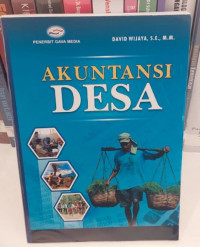 DAVID WIJAYA, S.E., M.M.
PENERBIT GAVA MEDIA
AKUNTANSI
DESA